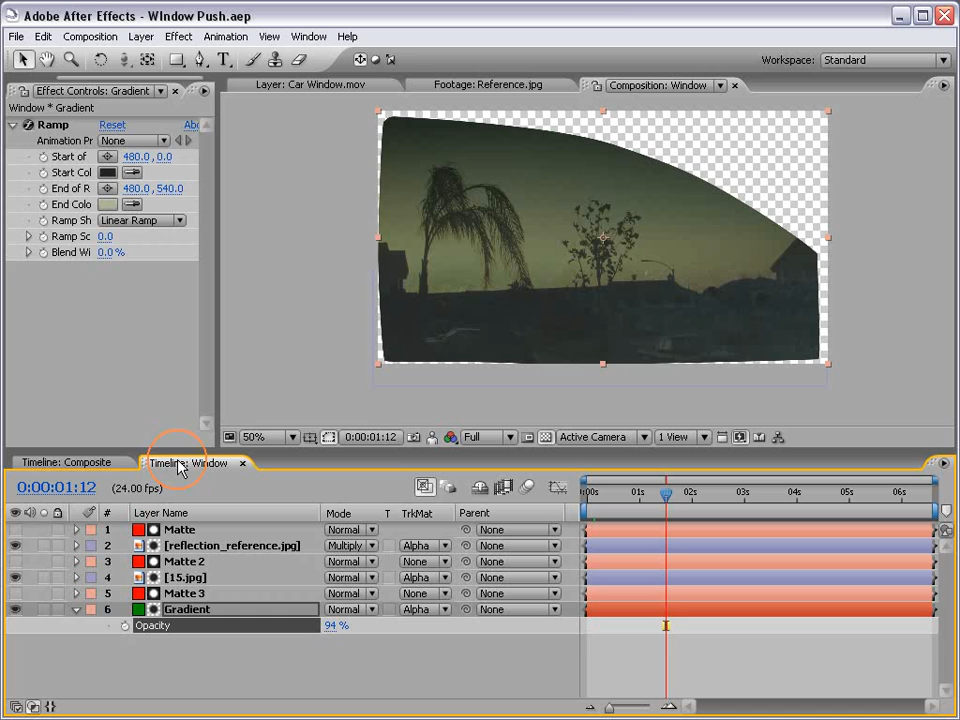 Adobe After Effects - WIndow Push.aep
File Edit Composition Layer Effect Animation View Window Help
Workspace: Standard
Effect Controls: Gradient
Layer: Car Window.mov
Footage: Reference.jpg
Composition: Window
Window * Gradient
Ramp Reset Abo
Animation Pr None
Start of 480.0, 0.0
Start Col
End of R 480.0, 540.0
End Colo
Ramp Sh Linear Ramp
Ramp Sc 0.0
Blend Wi 0.0 %
50% 0:00:01:12 Full Active Camera 1 View
Timeline: Composite Timeline: Window
0:00:01:12 (24.00 fps)
:00s 01s 02s 03s 04s 05s 06s
# Layer Name Mode T TrkMat Parent
1 Matte Normal None
2 [reflection_reference.jpg] Multiply Alpha None
3 Matte 2 Normal None None
4 [15.jpg] Normal Alpha None
5 Matte 3 Normal None None
6 Gradient Normal Alpha None
Opacity 94 %